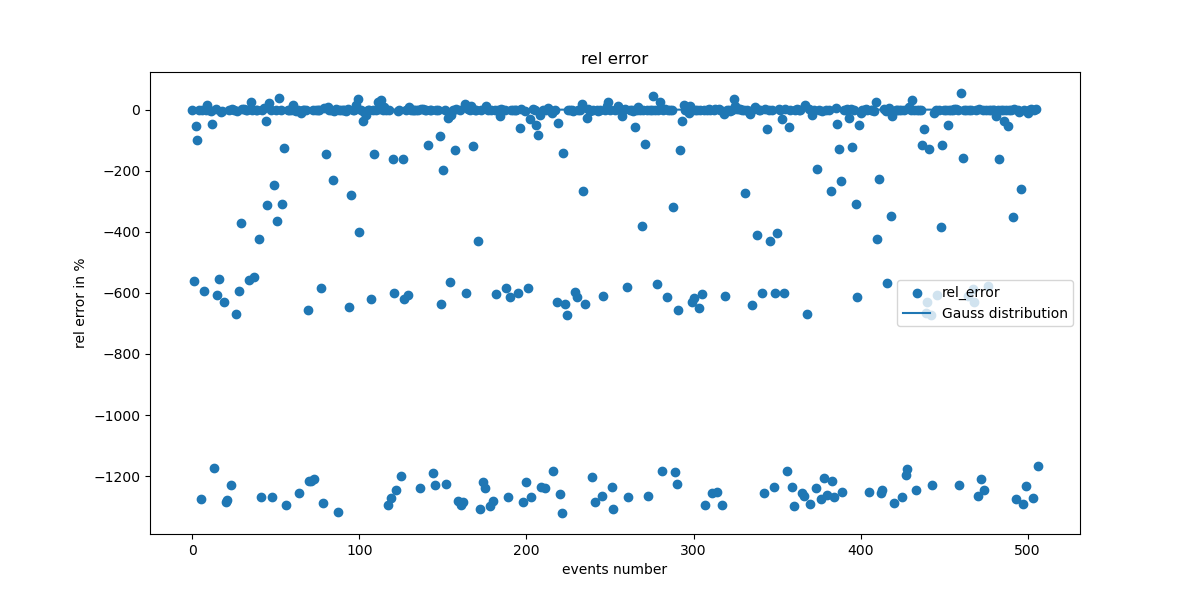 rel error
rel error in %
0
−200
−400
−600
−800
−1000
−1200
rel_error
Gauss distribution
0
100
200
300
400
500
events number